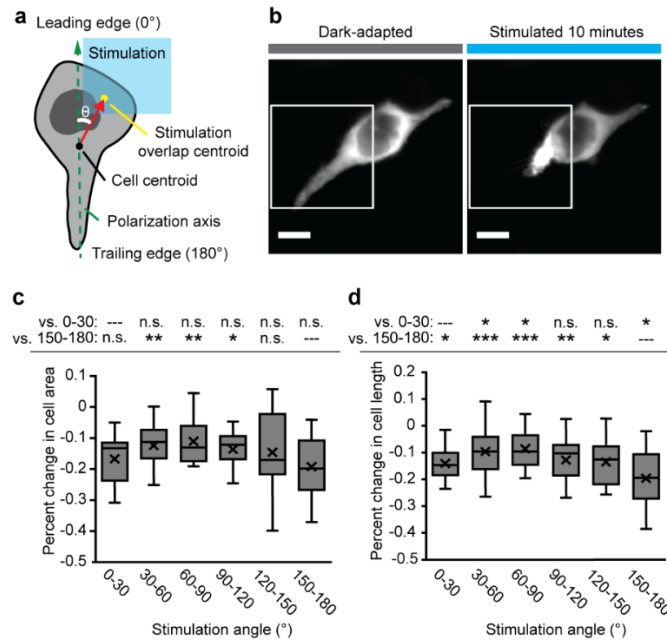 a
Leading edge (0°)
Stimulation
θ
Stimulation
overlap centroid
Cell centroid
Polarization axis
Trailing edge (180°)
b
Dark-adapted
Stimulated 10 minutes
c
vs. 0-30: --- n.s. n.s. n.s. n.s. n.s.
vs. 150-180: n.s. ** ** * n.s. ---
Percent change in cell area
0.1
0
-0.1
-0.2
-0.3
-0.4
-0.5
0-30
30-60
60-90
90-120
120-150
150-180
Stimulation angle (°)
d
vs. 0-30: --- * * n.s. n.s. *
vs. 150-180: * *** *** ** * ---
Percent change in cell length
0.2
0.1
0
-0.1
-0.2
-0.3
-0.4
-0.5
0-30
30-60
60-90
90-120
120-150
150-180
Stimulation angle (°)